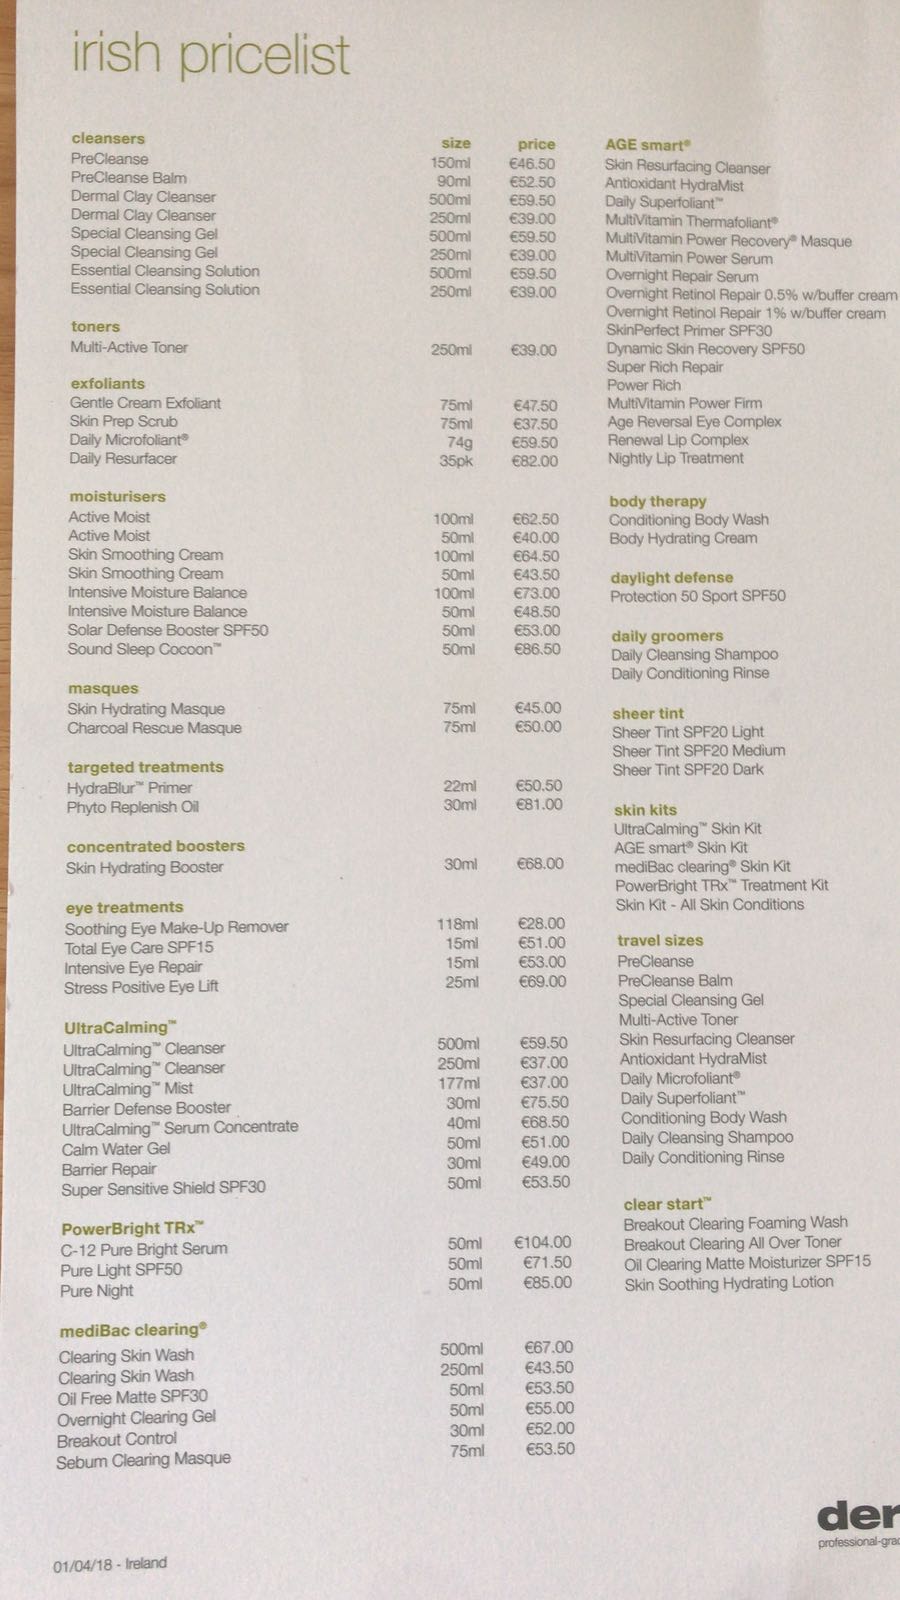 irish pricelist
cleansers size price
PreCleanse 150ml €46.50
PreCleanse Balm 90ml €52.50
Dermal Clay Cleanser 500ml €59.50
Dermal Clay Cleanser 250ml €39.00
Special Cleansing Gel 500ml €59.50
Special Cleansing Gel 250ml €39.00
Essential Cleansing Solution 500ml €59.50
Essential Cleansing Solution 250ml €39.00
toners
Multi-Active Toner 250ml €39.00
exfoliants
Gentle Cream Exfoliant 75ml €47.50
Skin Prep Scrub 75ml €37.50
Daily Microfoliant® 74g €59.50
Daily Resurfacer 35pk €82.00
moisturisers
Active Moist 100ml €62.50
Active Moist 50ml €40.00
Skin Smoothing Cream 100ml €64.50
Skin Smoothing Cream 50ml €43.50
Intensive Moisture Balance 100ml €73.00
Intensive Moisture Balance 50ml €48.50
Solar Defense Booster SPF50 50ml €53.00
Sound Sleep Cocoon™ 50ml €86.50
masques
Skin Hydrating Masque 75ml €45.00
Charcoal Rescue Masque 75ml €50.00
targeted treatments
HydraBlur™ Primer 22ml €50.50
Phyto Replenish Oil 30ml €81.00
concentrated boosters
Skin Hydrating Booster 30ml €68.00
eye treatments
Soothing Eye Make-Up Remover 118ml €28.00
Total Eye Care SPF15 15ml €51.00
Intensive Eye Repair 15ml €53.00
Stress Positive Eye Lift 25ml €69.00
UltraCalming™
UltraCalming™ Cleanser 500ml €59.50
UltraCalming™ Cleanser 250ml €37.00
UltraCalming™ Mist 177ml €37.00
Barrier Defense Booster 30ml €75.50
UltraCalming™ Serum Concentrate 40ml €68.50
Calm Water Gel 50ml €51.00
Barrier Repair 30ml €49.00
Super Sensitive Shield SPF30 50ml €53.50
PowerBright TRx™
C-12 Pure Bright Serum 50ml €104.00
Pure Light SPF50 50ml €71.50
Pure Night 50ml €85.00
mediBac clearing®
Clearing Skin Wash 500ml €67.00
Clearing Skin Wash 250ml €43.50
Oil Free Matte SPF30 50ml €53.50
Overnight Clearing Gel 50ml €55.00
Breakout Control 30ml €52.00
Sebum Clearing Masque 75ml €53.50
01/04/18 - Ireland
AGE smart®
Skin Resurfacing Cleanser
Antioxidant HydraMist
Daily Superfoliant™
MultiVitamin Thermafoliant®
MultiVitamin Power Recovery® Masque
MultiVitamin Power Serum
Overnight Repair Serum
Overnight Retinol Repair 0.5% w/buffer cream
Overnight Retinol Repair 1% w/buffer cream
SkinPerfect Primer SPF30
Dynamic Skin Recovery SPF50
Super Rich Repair
Power Rich
MultiVitamin Power Firm
Age Reversal Eye Complex
Renewal Lip Complex
Nightly Lip Treatment
body therapy
Conditioning Body Wash
Body Hydrating Cream
daylight defense
Protection 50 Sport SPF50
daily groomers
Daily Cleansing Shampoo
Daily Conditioning Rinse
sheer tint
Sheer Tint SPF20 Light
Sheer Tint SPF20 Medium
Sheer Tint SPF20 Dark
skin kits
UltraCalming™ Skin Kit
AGE smart® Skin Kit
mediBac clearing® Skin Kit
PowerBright TRx™ Treatment Kit
Skin Kit - All Skin Conditions
travel sizes
PreCleanse
PreCleanse Balm
Special Cleansing Gel
Multi-Active Toner
Skin Resurfacing Cleanser
Antioxidant HydraMist
Daily Microfoliant®
Daily Superfoliant™
Conditioning Body Wash
Daily Cleansing Shampoo
Daily Conditioning Rinse
clear start™
Breakout Clearing Foaming Wash
Breakout Clearing All Over Toner
Oil Clearing Matte Moisturizer SPF15
Skin Soothing Hydrating Lotion
der
professional-grad